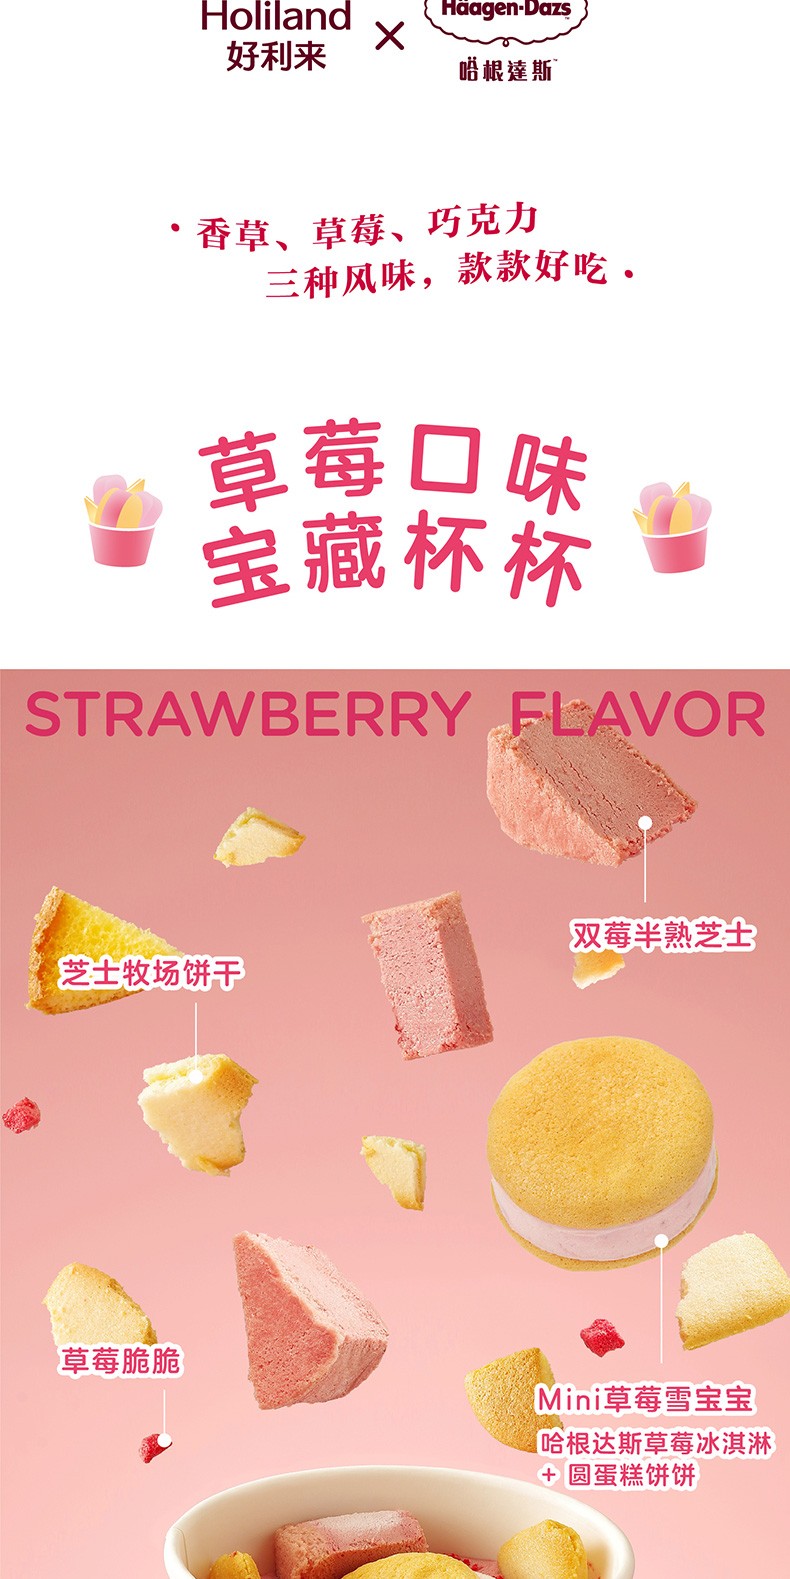 Holiland
好利来
×
Häagen-Dazs
哈根達斯
·香草、草莓、巧克力
三种风味，款款好吃·
草莓口味
宝藏杯杯
STRAWBERRY FLAVOR
双莓半熟芝士
芝士牧场饼干
草莓脆脆
Mini草莓雪宝宝
哈根达斯草莓冰淇淋
+ 圆蛋糕饼饼